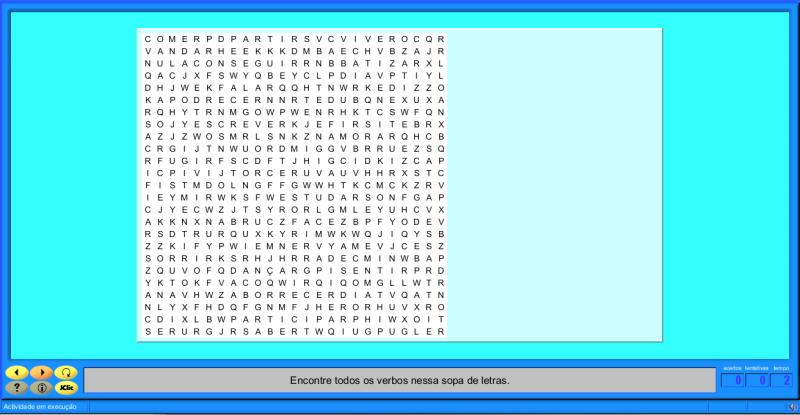 C O M E R P D P A R T I R S V C V I V E R O C Q R
V A N D A R H E E K K K D M B A E C H V B Z A J R
N U L A C O N S E G U I R R N B B A T I Z A R X L
Q A C J X F S W Y Q B E Y C L P D I A V P T I Y L
D H J W E K F A L A R Q Q H T N W R K E D I Z Z O
K A P O D R E C E R N N R T E D U B Q N E X U X A
R Q H Y T R N M G O W P W E N R H K T C S W F Q N
S O J Y E S C R E V E R K J E F I R S I T E B R X
A Z J Z W O S M R L S N K Z N A M O R A R Q H C B
C R G I J T N W U O R D M I G G V B R R U E Z S Q
R F U G I R F S C D F T J H I G C I D K I Z C A P
I C P I V I J T O R C E R U V A U V H H R X S T C
F I S T M D O L N G F F G W W H T K C M C K Z R V
I E Y M I R W K S F W E S T U D A R S O N F G A P
C J Y E C W Z J T S Y R O R L G M L E Y U H C V X
A K K N X N A B R U C Z F A C E Z B P F Y O D E V
R S D T R U R Q U X K Y R I M W K W Q J I Q Y S B
Z Z K I F Y P W I E M N E R V Y A M E V J C E S Z
S O R R I R K S R H J H R R A D E C M I N W B A P
Z Q U V O F Q D A N Ç A R G P I S E N T I R P R D
Y K T O K F V A C O Q W I R Q I Q O M G L L W T R
A N A V H W Z A B O R R E C E R D I A T V Q A T N
N L Y X F H D Q F G N M F J H E R O R H U V X R O
C D I X L B W P A R T I C I P A R P H I W X O I T
S E R U R G J R S A B E R T W Q I U G P U G L E R
Encontre todos os verbos nessa sopa de letras.
acertos tentativas tempo
0 0 2
JClic
Actividade em execução